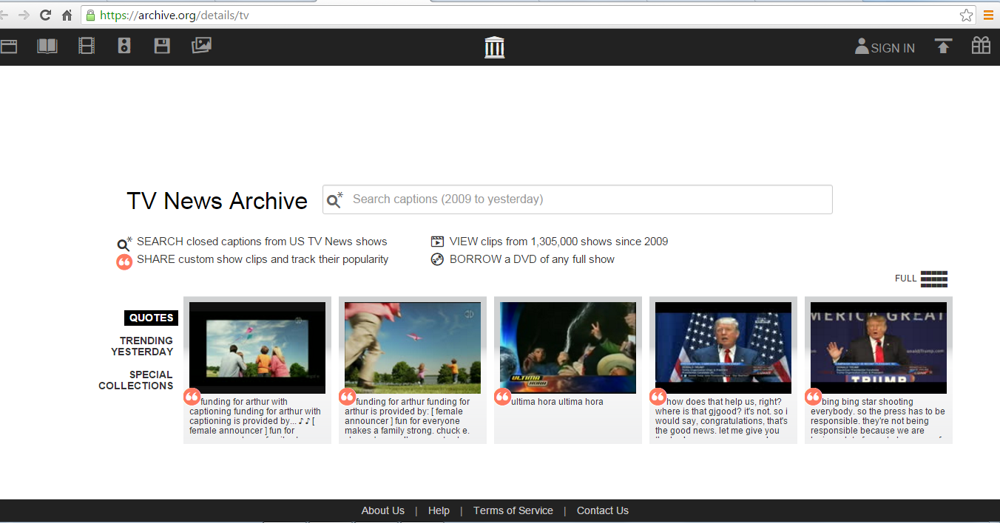 https://archive.org/details/tv
SIGN IN
TV News Archive
Search captions (2009 to yesterday)
SEARCH closed captions from US TV News shows
VIEW clips from 1,305,000 shows since 2009
SHARE custom show clips and track their popularity
BORROW a DVD of any full show
FULL
QUOTES
TRENDING
YESTERDAY
SPECIAL
COLLECTIONS
funding for arthur with
captioning funding for arthur with
captioning is provided by... ♪ ♪ [
female announcer ] fun for
funding for arthur funding for
arthur is provided by: [ female
announcer ] fun for everyone
makes a family strong. chuck e.
ULTIMA
HORA
ultima hora ultima hora
how does that help us, right?
where is that gjgood? it's not. so i
would say, congratulations, that's
the good news. let me give you
MERICA GREAT
TRUMP
bing bing star shooting
everybody. so the press has to be
responsible. they're not being
responsible because we are
About Us | Help | Terms of Service | Contact Us